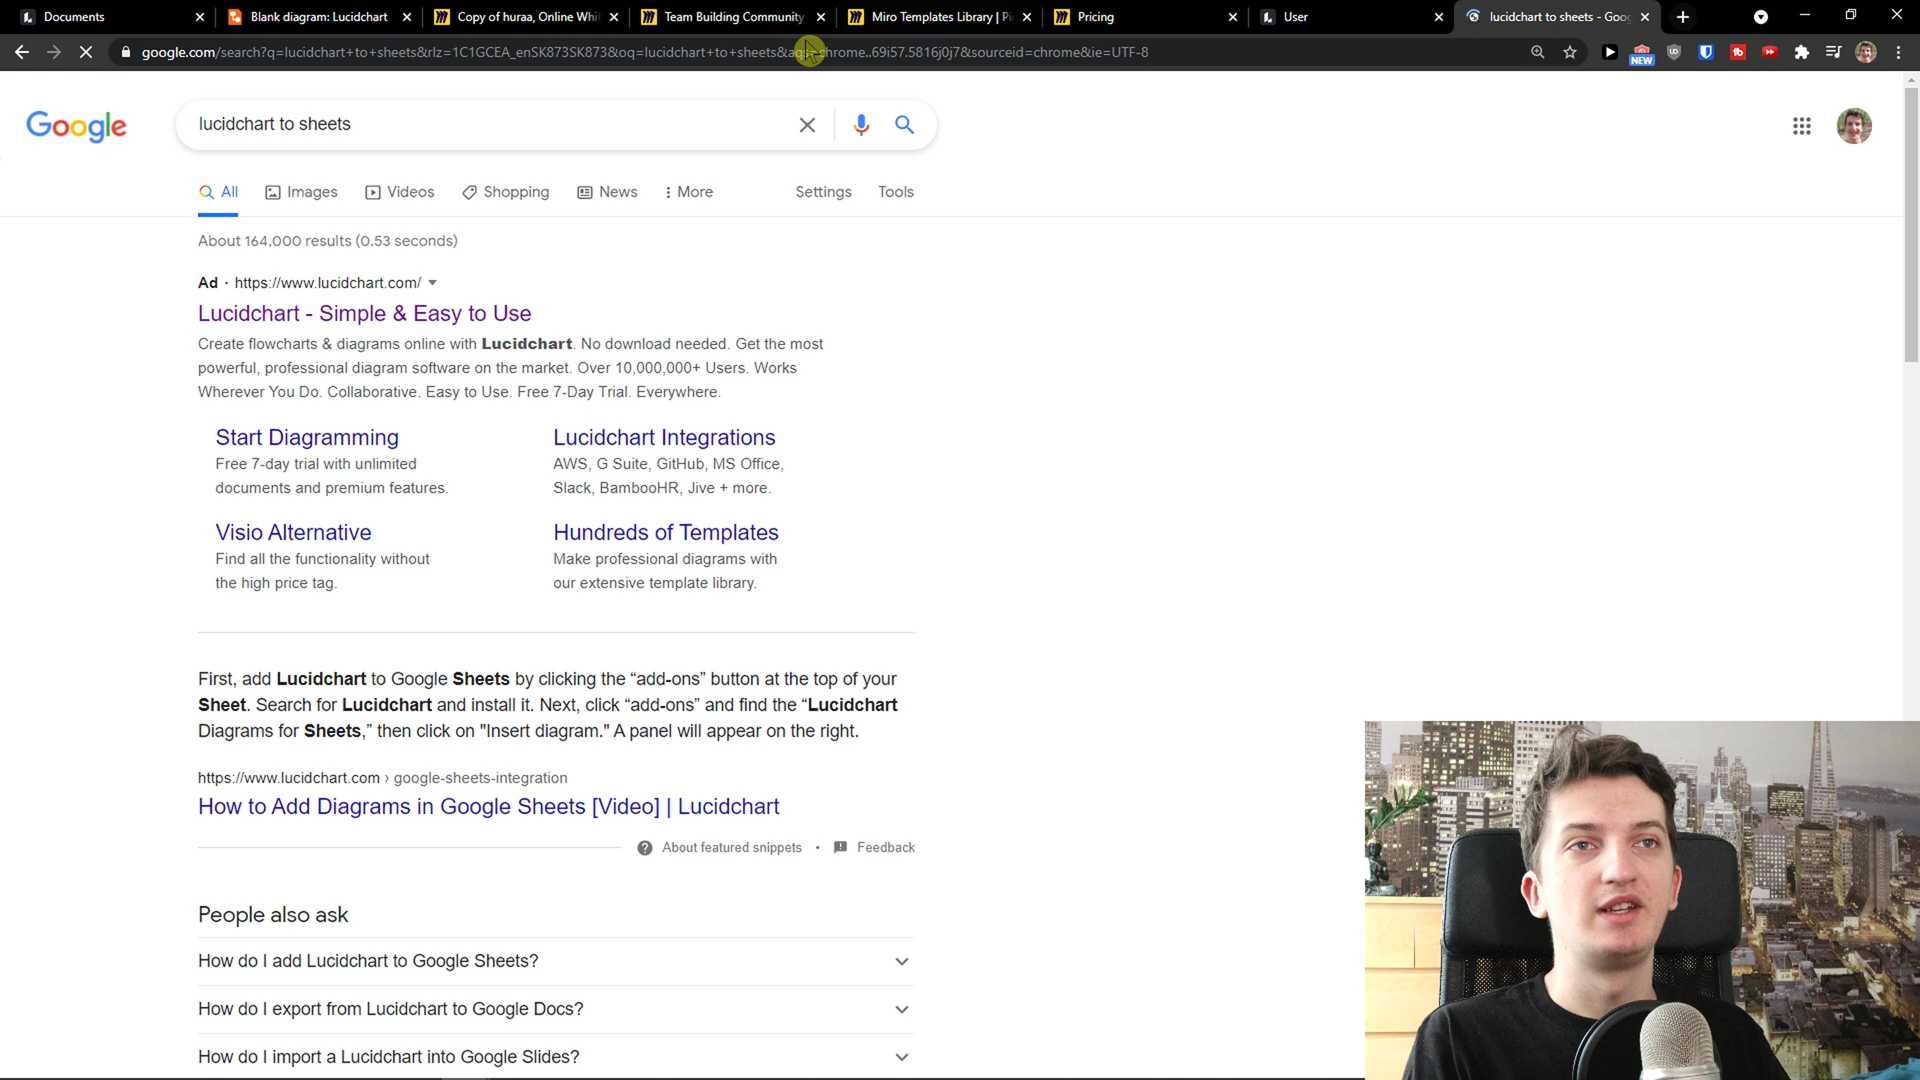 Documents
Blank diagram: Lucidchart
Copy of huraa, Online Whit
Team Building Community
Miro Templates Library | Pi
Pricing
User
lucidchart to sheets - Goog
google.com/search?q=lucidchart+to+sheets&rlz=1C1GCEA_enSK873SK873&oq=lucidchart+to+sheets&aqs=chrome..69i57.5816j0j7&sourceid=chrome&ie=UTF-8
NEW
Google
lucidchart to sheets
All
Images
Videos
Shopping
News
More
Settings
Tools
About 164,000 results (0.53 seconds)
Ad · https://www.lucidchart.com/
Lucidchart - Simple & Easy to Use
Create flowcharts & diagrams online with Lucidchart. No download needed. Get the most
powerful, professional diagram software on the market. Over 10,000,000+ Users. Works
Wherever You Do. Collaborative. Easy to Use. Free 7-Day Trial. Everywhere.
Start Diagramming
Free 7-day trial with unlimited
documents and premium features.
Lucidchart Integrations
AWS, G Suite, GitHub, MS Office,
Slack, BambooHR, Jive + more.
Visio Alternative
Find all the functionality without
the high price tag.
Hundreds of Templates
Make professional diagrams with
our extensive template library.
First, add Lucidchart to Google Sheets by clicking the “add-ons” button at the top of your
Sheet. Search for Lucidchart and install it. Next, click “add-ons” and find the “Lucidchart
Diagrams for Sheets,” then click on "Insert diagram." A panel will appear on the right.
https://www.lucidchart.com › google-sheets-integration
How to Add Diagrams in Google Sheets [Video] | Lucidchart
About featured snippets
•
Feedback
People also ask
How do I add Lucidchart to Google Sheets?
How do I export from Lucidchart to Google Docs?
How do I import a Lucidchart into Google Slides?